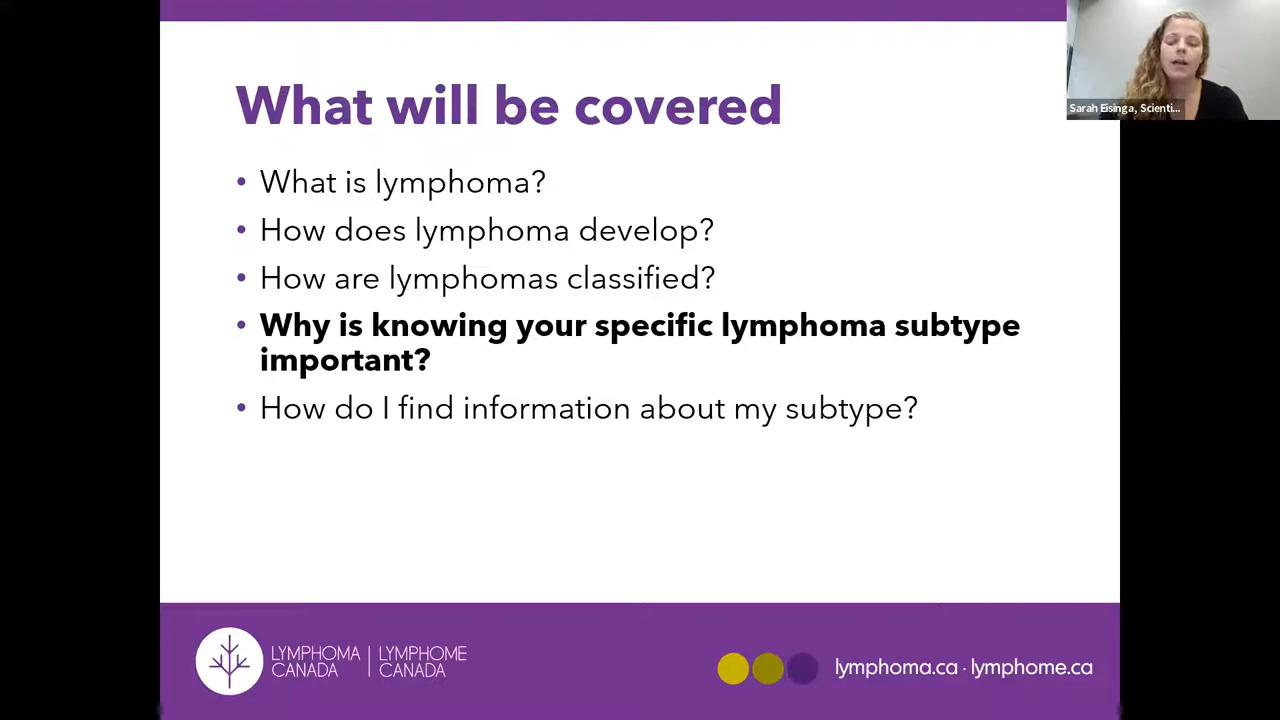 What will be covered
• What is lymphoma?
• How does lymphoma develop?
• How are lymphomas classified?
• Why is knowing your specific lymphoma subtype
important?
• How do I find information about my subtype?
Sarah Eisinga, Scienti...
LYMPHOMA | LYMPHOME
CANADA | CANADA
lymphoma.ca · lymphome.ca